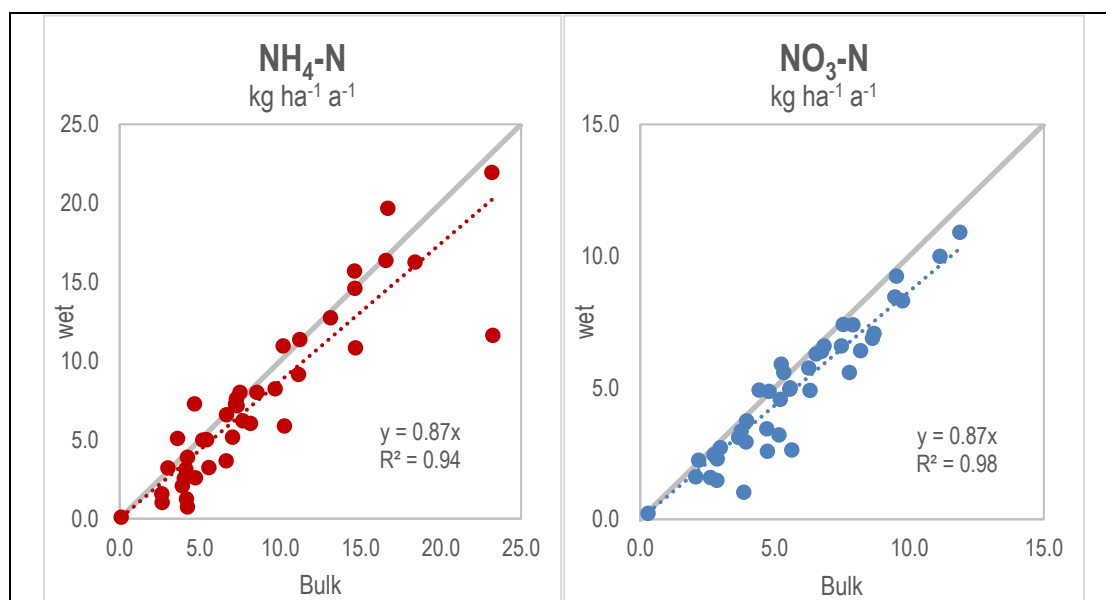 NH₄-N
kg ha⁻¹ a⁻¹
25.0
20.0
15.0
10.0
5.0
0.0
wet
y = 0.87x
R² = 0.94
0.0 5.0 10.0 15.0 20.0 25.0
Bulk
NO₃-N
kg ha⁻¹ a⁻¹
15.0
10.0
5.0
0.0
wet
y = 0.87x
R² = 0.98
0.0 5.0 10.0 15.0
Bulk